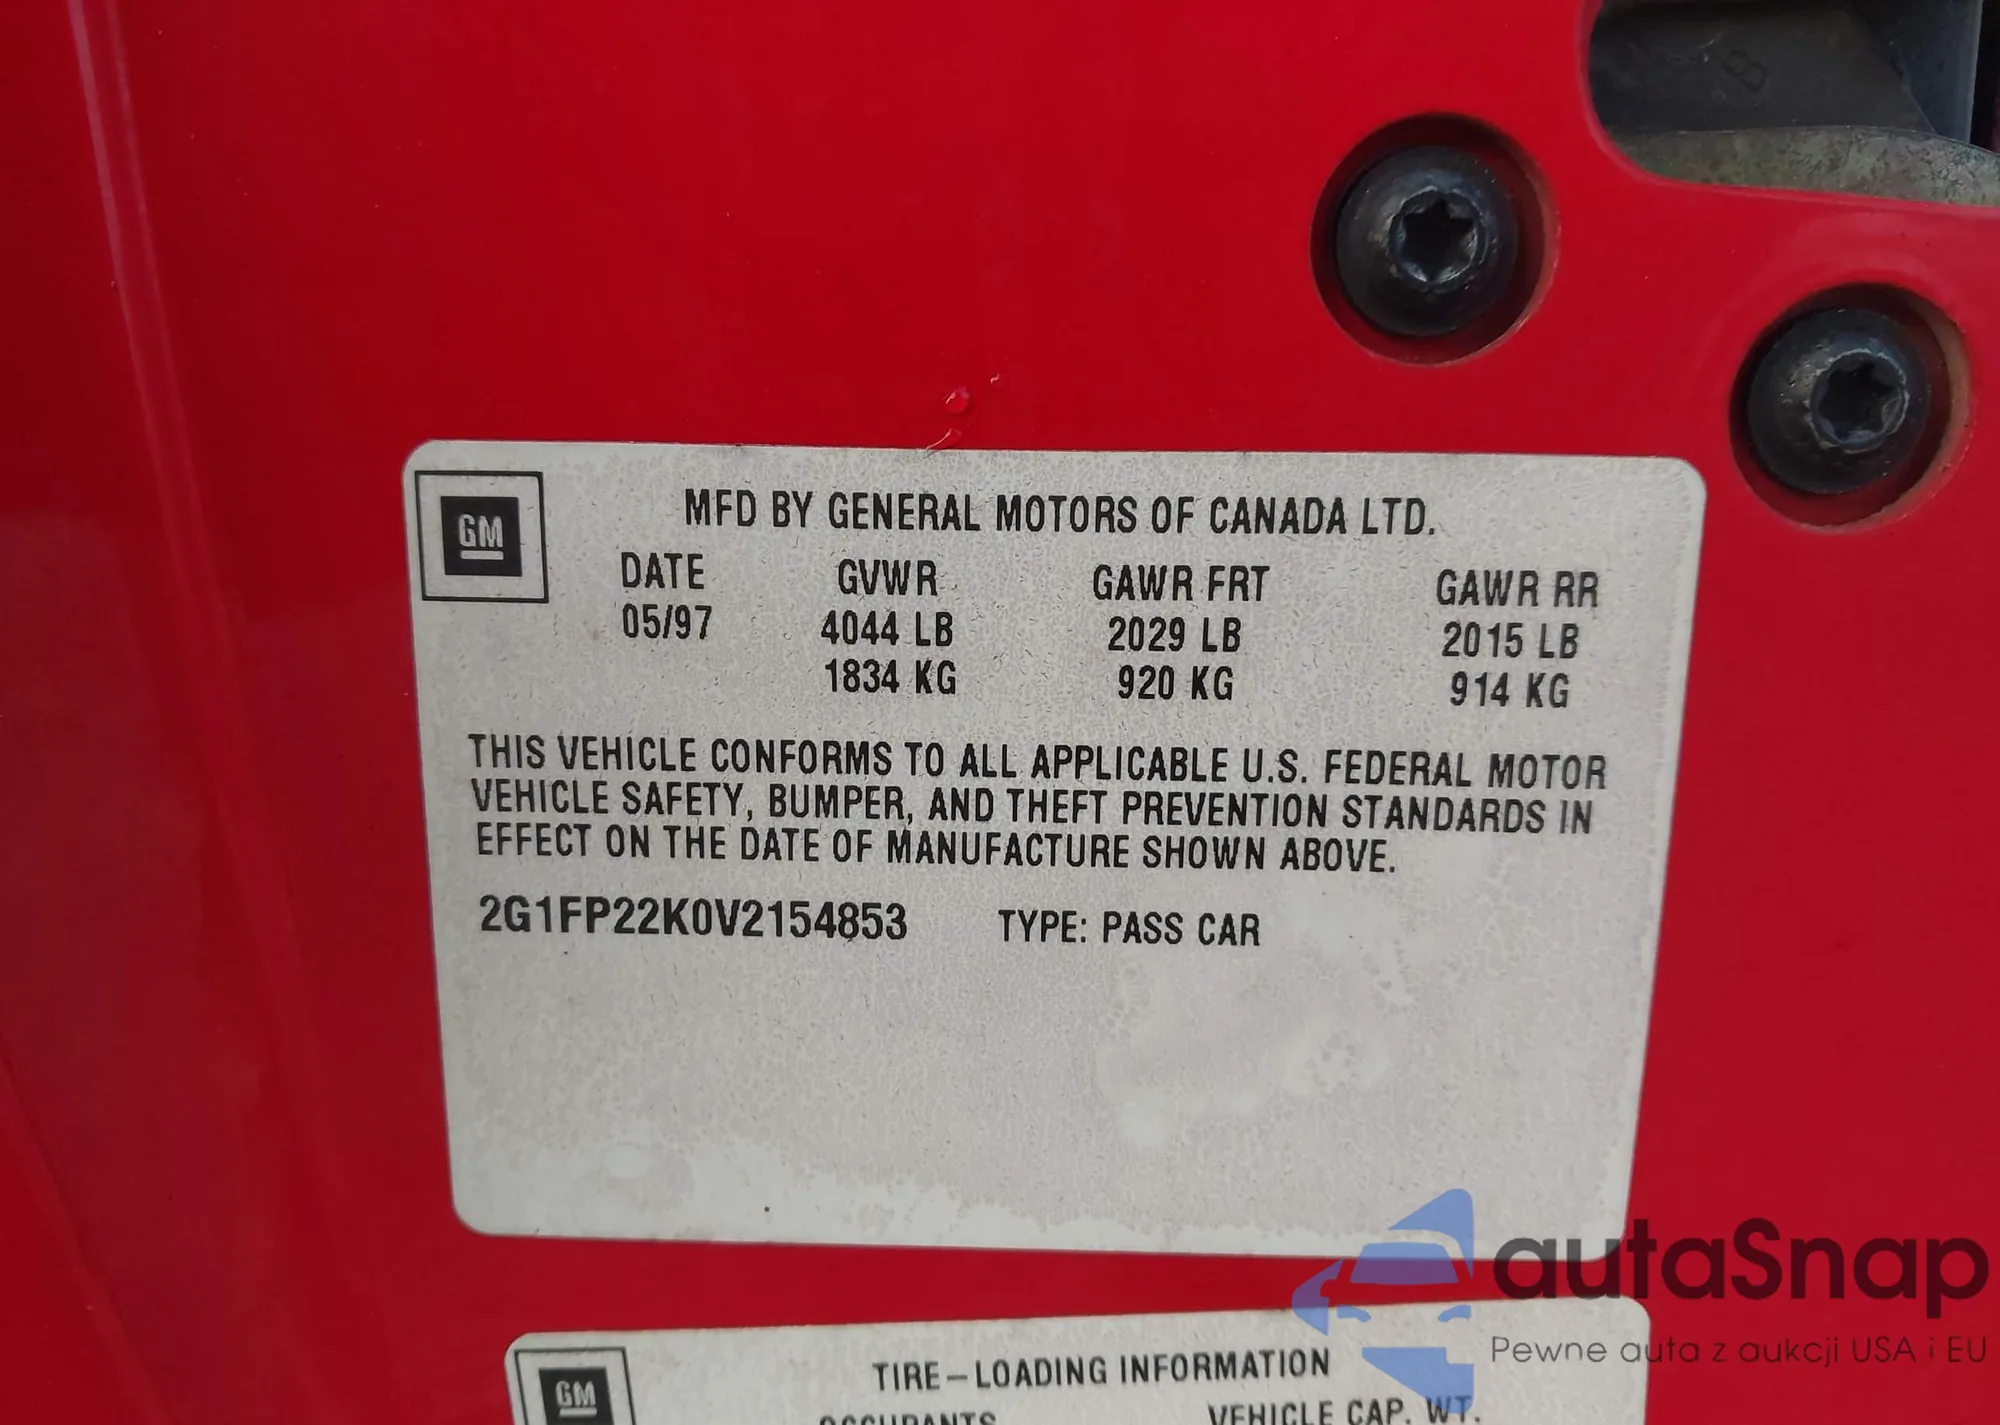 GM
MFD BY GENERAL MOTORS OF CANADA LTD.
DATE GVWR GAWR FRT GAWR RR
05/97 4044 LB 2029 LB 2015 LB
1834 KG 920 KG 914 KG
THIS VEHICLE CONFORMS TO ALL APPLICABLE U.S. FEDERAL MOTOR
VEHICLE SAFETY, BUMPER, AND THEFT PREVENTION STANDARDS IN
EFFECT ON THE DATE OF MANUFACTURE SHOWN ABOVE.
2G1FP22K0V2154853 TYPE: PASS CAR
autaSnap
Pewne auta z aukcji USA i EU
GM
TIRE-LOADING INFORMATION
OCCUPANTS VEHICLE CAP. WT.